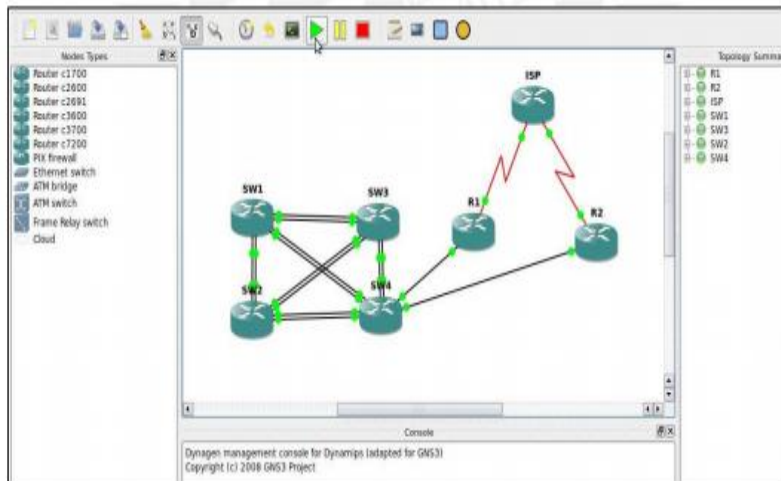 Nodes Types
Topology Summa
Router c1700
Router c2600
Router c2691
Router c3600
Router c3700
Router c7200
PIX firewall
Ethernet switch
ATM bridge
ATM switch
Frame Relay switch
Cloud
ISP
SW1
SW3
R1
R2
SW2
SW4
R1
R2
ISP
SW1
SW3
SW2
SW4
Console
Dynagen management console for Dynamips (adapted for GNS3)
Copyright (c) 2008 GNS3 Project